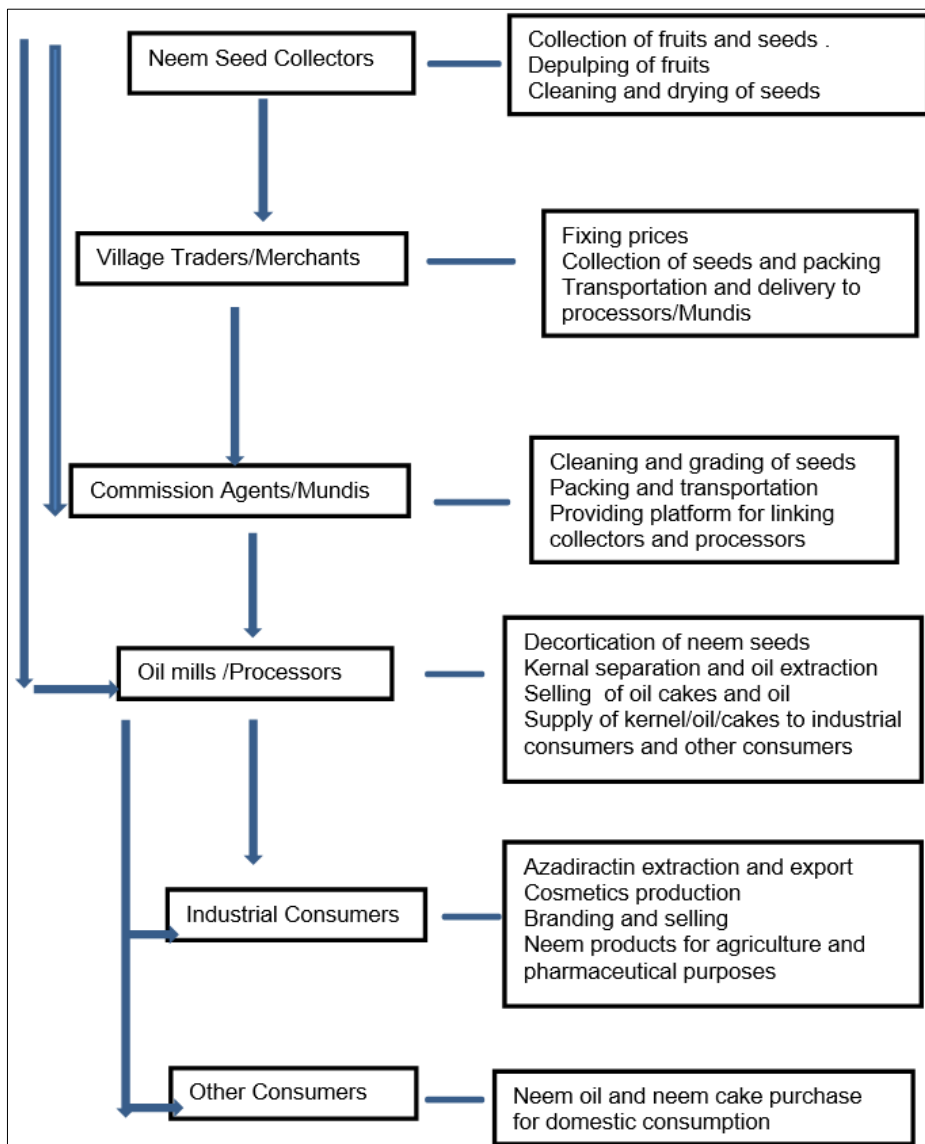 Neem Seed Collectors
Collection of fruits and seeds .
Depulping of fruits
Cleaning and drying of seeds
Village Traders/Merchants
Fixing prices
Collection of seeds and packing
Transportation and delivery to
processors/Mundis
Commission Agents/Mundis
Cleaning and grading of seeds
Packing and transportation
Providing platform for linking
collectors and processors
Oil mills /Processors
Decortication of neem seeds
Kernal separation and oil extraction
Selling of oil cakes and oil
Supply of kernel/oil/cakes to industrial
consumers and other consumers
Industrial Consumers
Azadiractin extraction and export
Cosmetics production
Branding and selling
Neem products for agriculture and
pharmaceutical purposes
Other Consumers
Neem oil and neem cake purchase
for domestic consumption